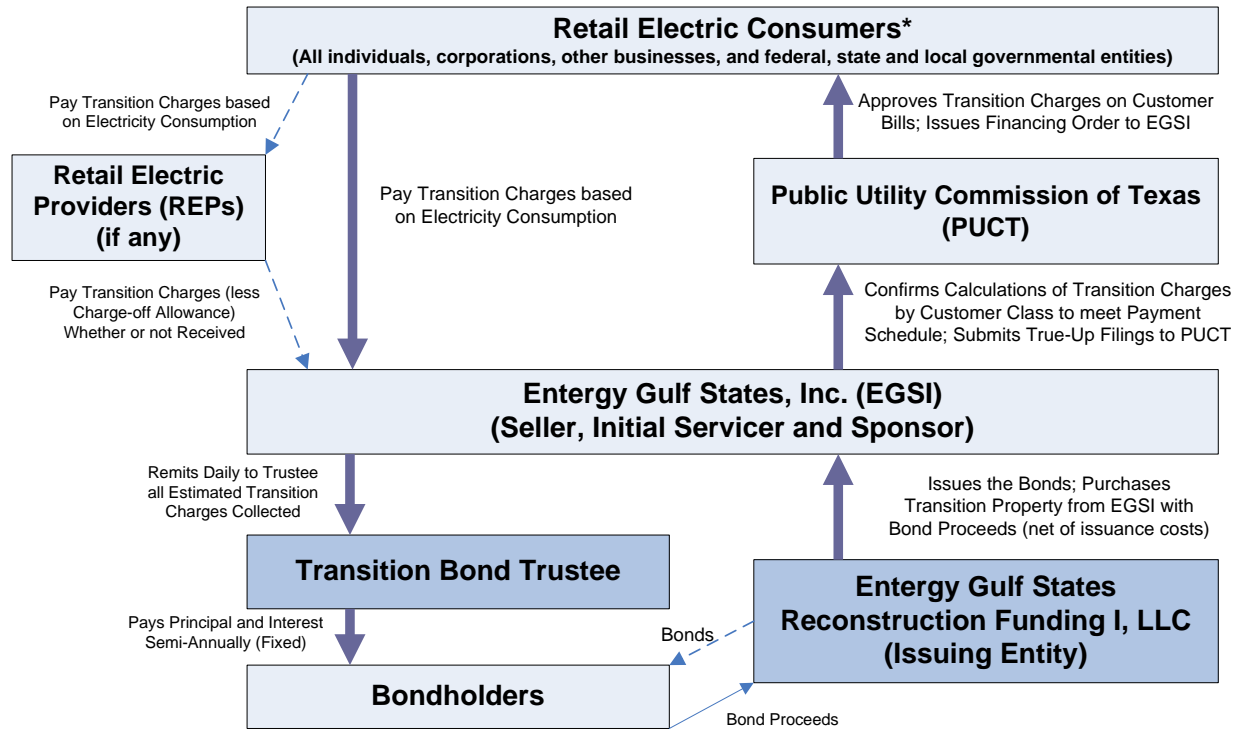 Retail Electric Consumers*
(All individuals, corporations, other businesses, and federal, state and local governmental entities)
Pay Transition Charges based
on Electricity Consumption
Approves Transition Charges on Customer
Bills; Issues Financing Order to EGSI
Retail Electric
Providers (REPs)
(if any)
Pay Transition Charges based
on Electricity Consumption
Public Utility Commission of Texas
(PUCT)
Pay Transition Charges (less
Charge-off Allowance)
Whether or not Received
Confirms Calculations of Transition Charges
by Customer Class to meet Payment
Schedule; Submits True-Up Filings to PUCT
Entergy Gulf States, Inc. (EGSI)
(Seller, Initial Servicer and Sponsor)
Remits Daily to Trustee
all Estimated Transition
Charges Collected
Issues the Bonds; Purchases
Transition Property from EGSI with
Bond Proceeds (net of issuance costs)
Transition Bond Trustee
Entergy Gulf States
Reconstruction Funding I, LLC
(Issuing Entity)
Pays Principal and Interest
Semi-Annually (Fixed)
Bonds
Bondholders
Bond Proceeds